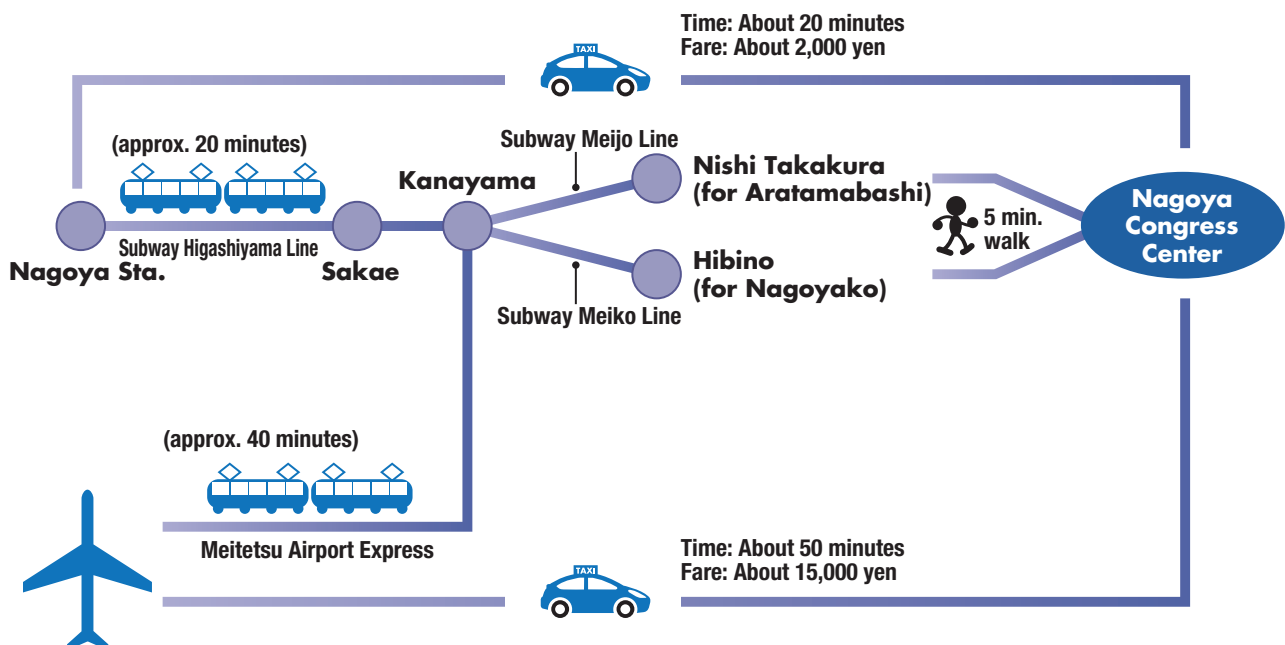 TAXI
Time: About 20 minutes
Fare: About 2,000 yen
(approx. 20 minutes)
Subway Meijo Line
Kanayama
Nishi Takakura
(for Aratamabashi)
5 min.
walk
Nagoya
Congress
Center
Subway Higashiyama Line
Nagoya Sta.
Sakae
Hibino
(for Nagoyako)
Subway Meiko Line
(approx. 40 minutes)
Meitetsu Airport Express
TAXI
Time: About 50 minutes
Fare: About 15,000 yen